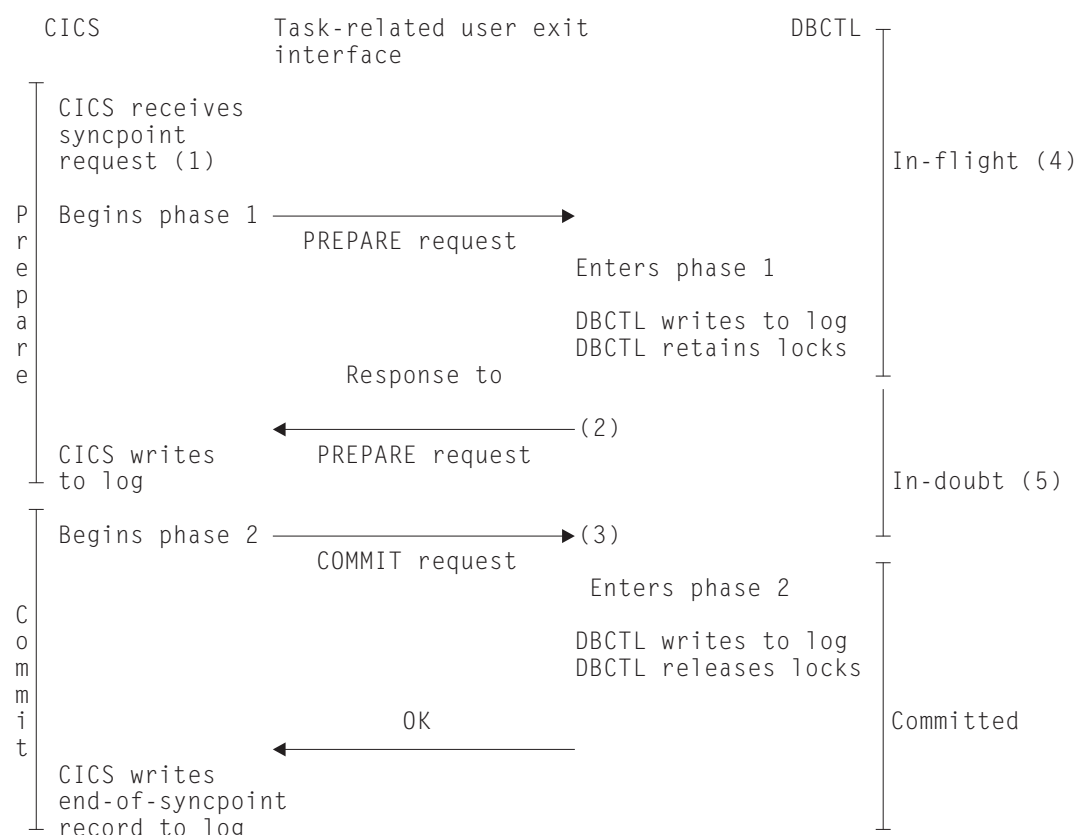 CICS
Task-related user exit
interface
DBCTL
CICS receives
syncpoint
request (1)
In-flight (4)
Prepare
Begins phase 1
PREPARE request
Enters phase 1
DBCTL writes to log
DBCTL retains locks
Response to
(2)
PREPARE request
CICS writes
to log
In-doubt (5)
Begins phase 2
(3)
COMMIT request
Enters phase 2
Commit
DBCTL writes to log
DBCTL releases locks
OK
Committed
CICS writes
end-of-syncpoint
record to log